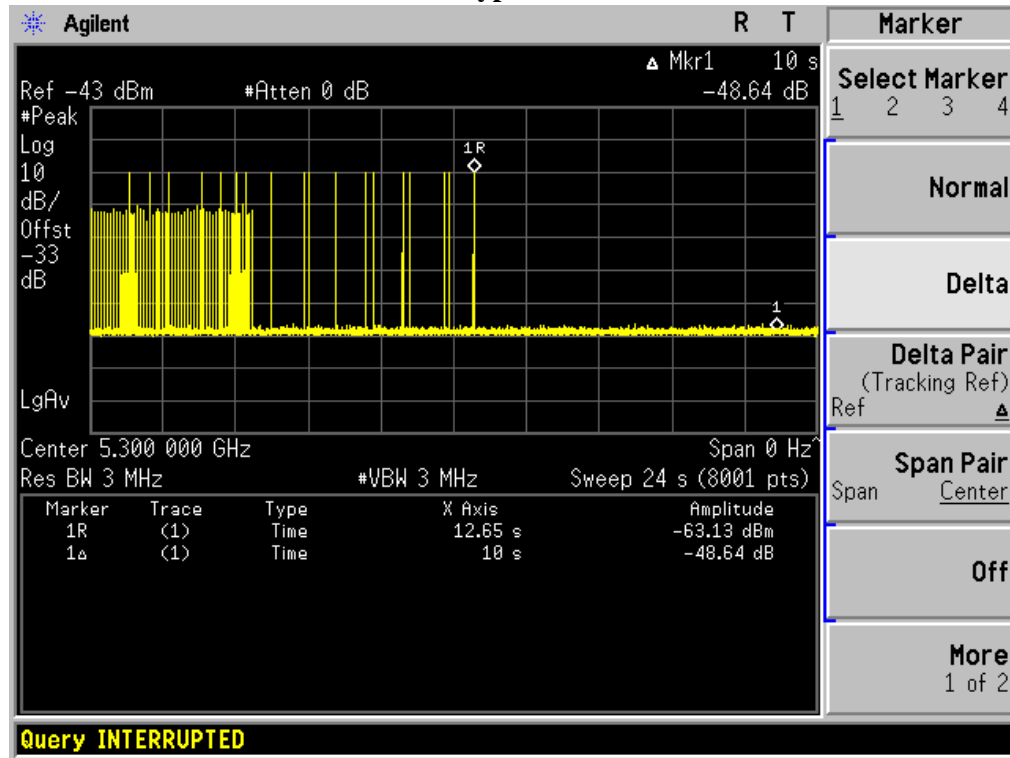 Agilent R T
Marker
Δ Mkr1 10 s
Ref -43 dBm #Atten 0 dB -48.64 dB
#Peak
Log
10
dB/
Offst
-33
dB
1R
1
LgAv
Center 5.300 000 GHz Span 0 Hz^
Res BW 3 MHz #VBW 3 MHz Sweep 24 s (8001 pts)
Marker Trace Type X Axis Amplitude
1R (1) Time 12.65 s -63.13 dBm
1Δ (1) Time 10 s -48.64 dB
Select Marker
1 2 3 4
Normal
Delta
Delta Pair
(Tracking Ref)
Ref Δ
Span Pair
Span Center
Off
More
1 of 2
Query INTERRUPTED